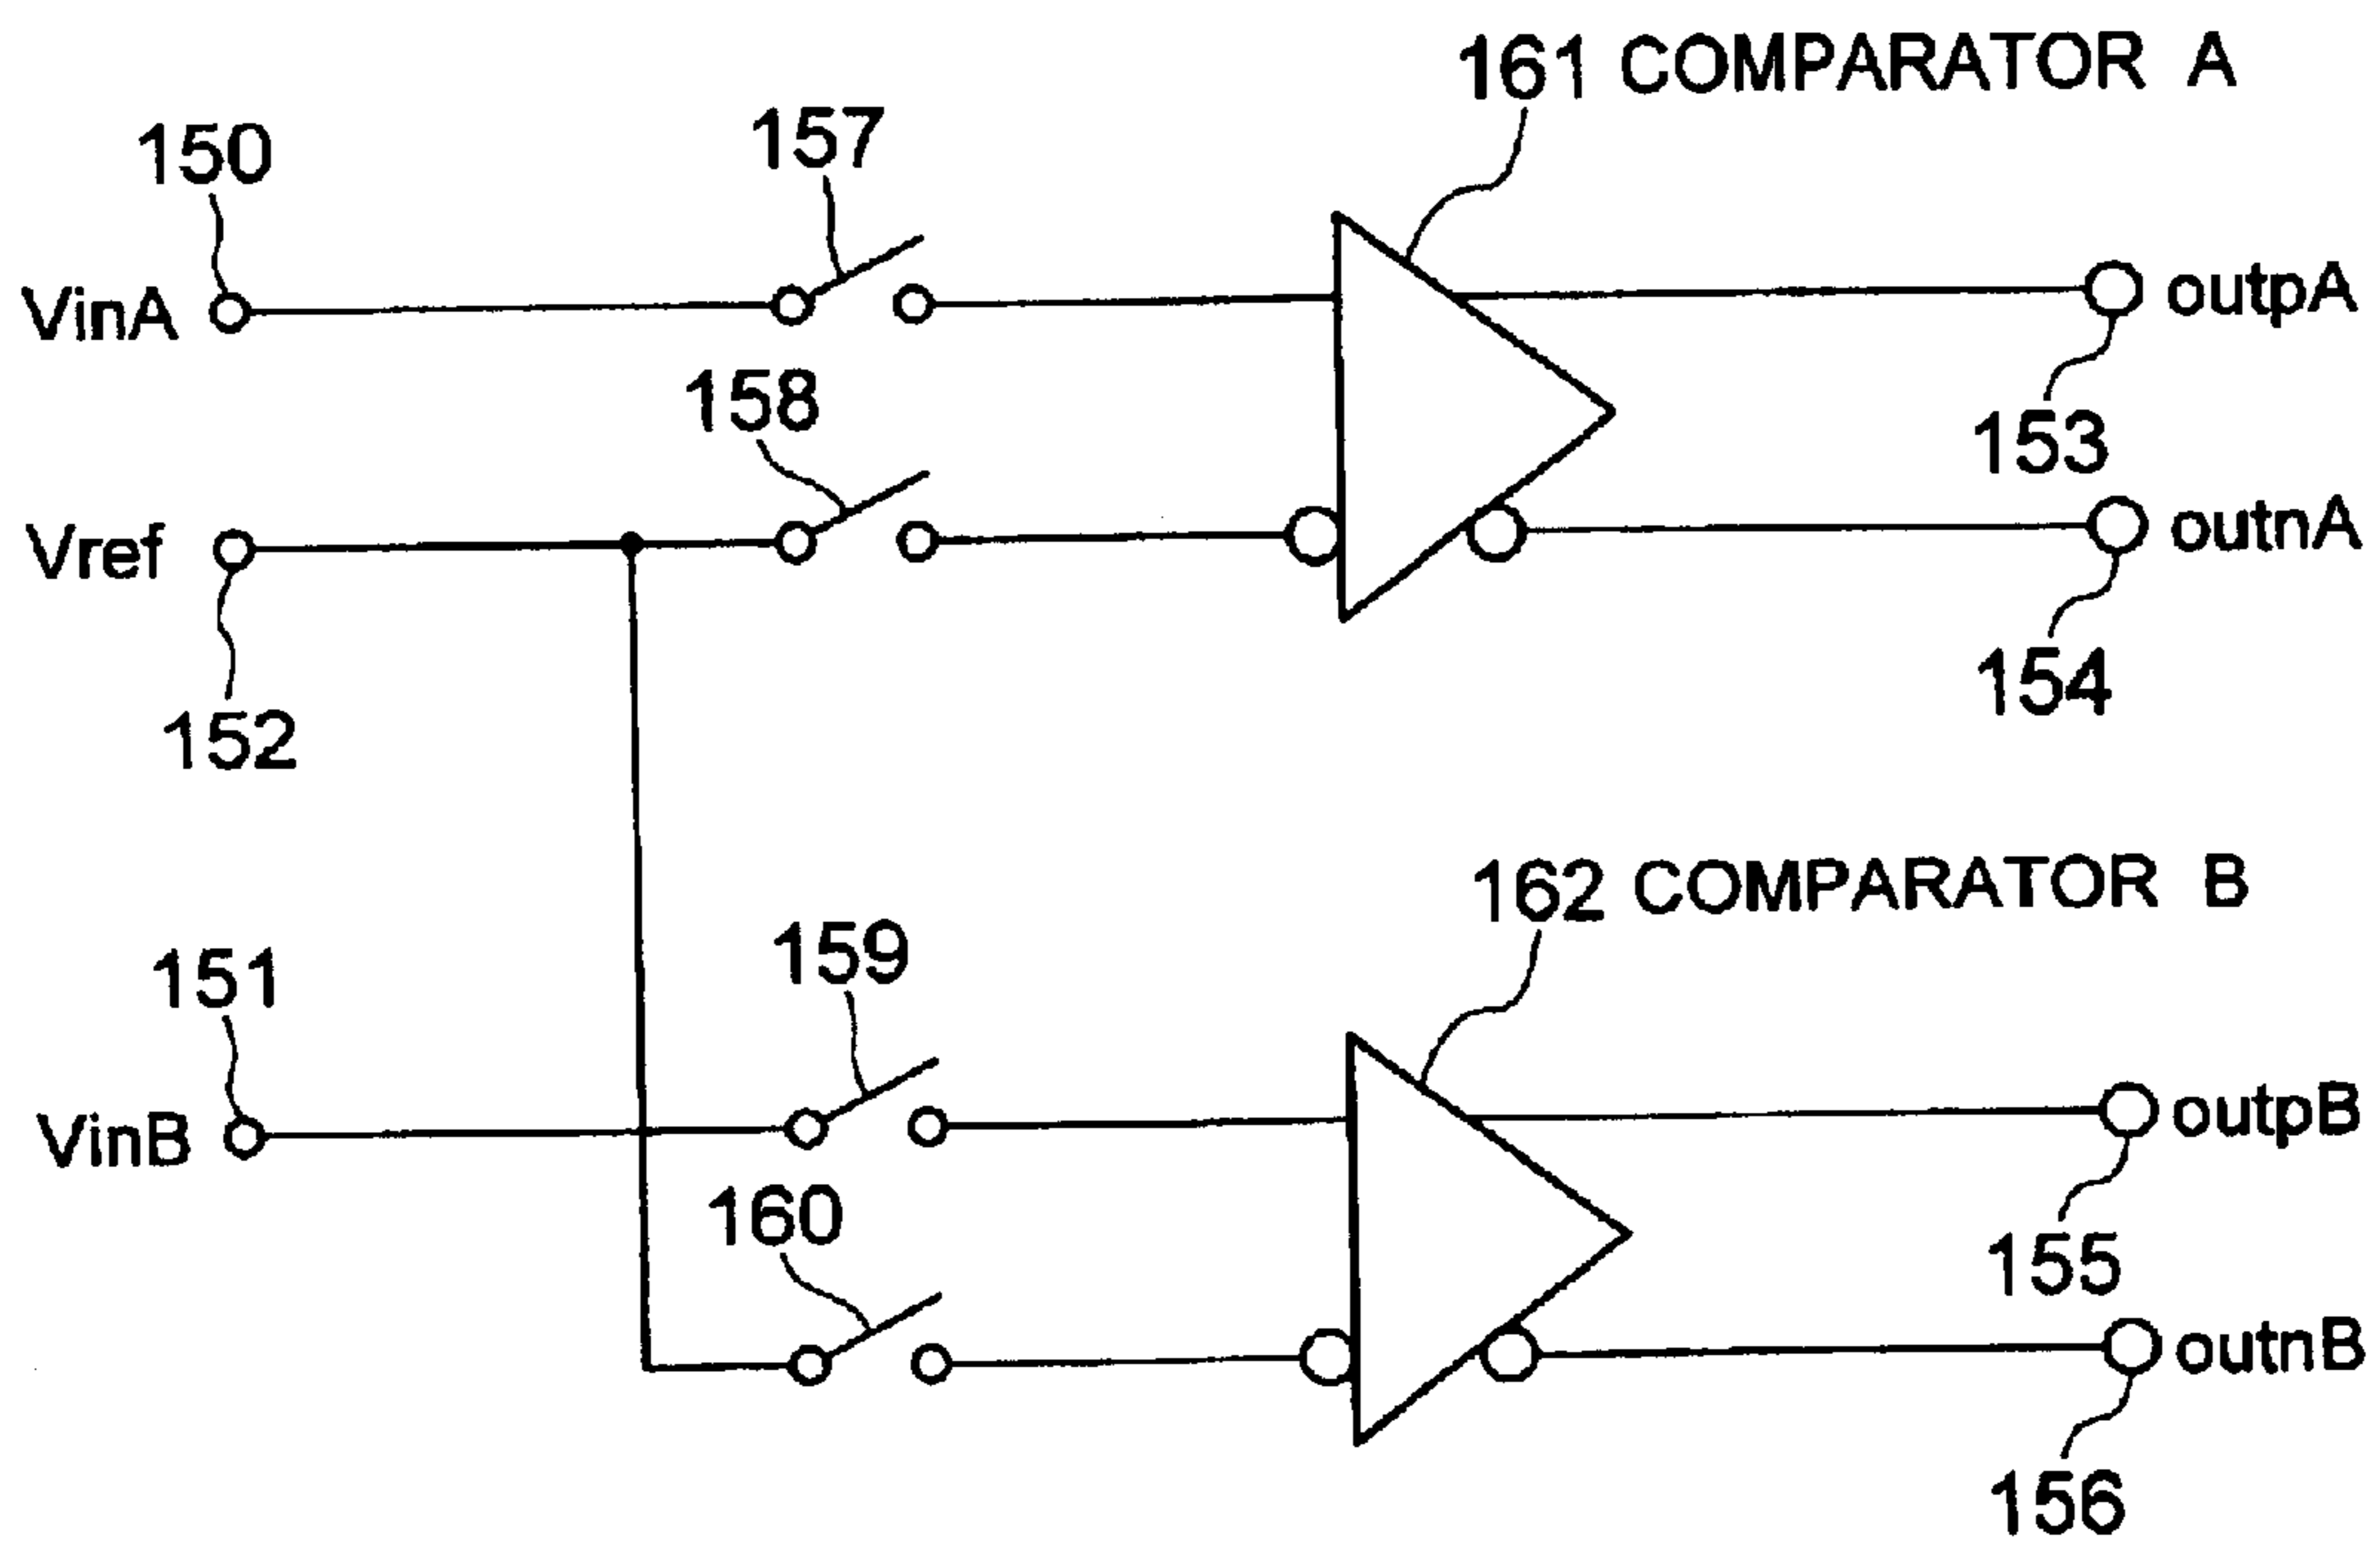 161 COMPARATOR A
150
157
VinA
outpA
158
153
Vref
outnA
152
154
162 COMPARATOR B
151
159
VinB
outpB
160
155
outnB
156